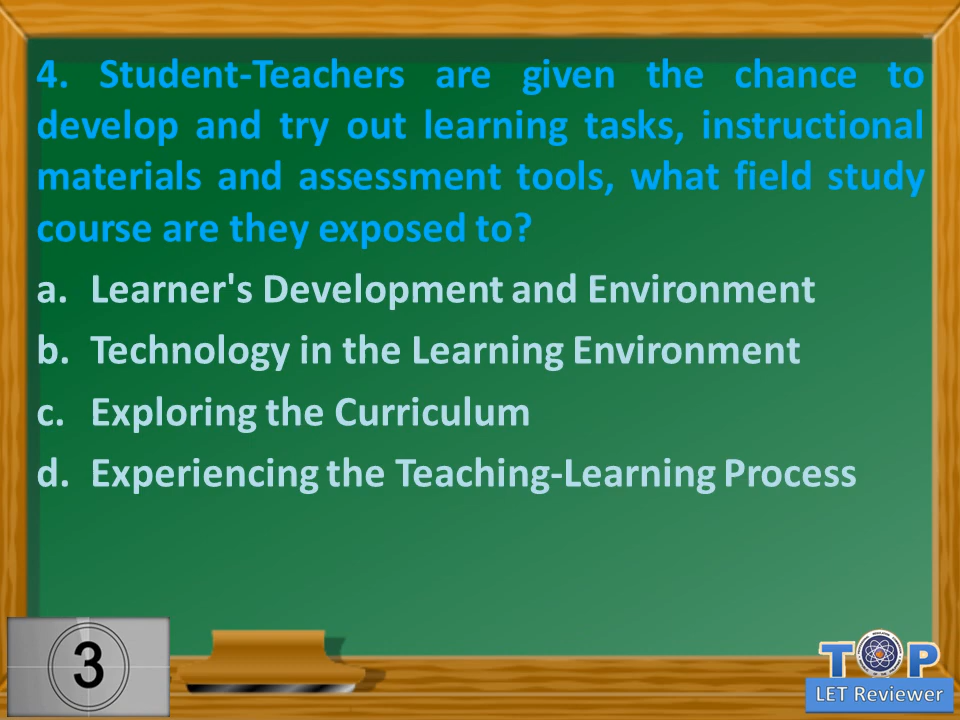 4. Student-Teachers are given the chance to
develop and try out learning tasks, instructional
materials and assessment tools, what field study
course are they exposed to?
a. Learner's Development and Environment
b. Technology in the Learning Environment
c. Exploring the Curriculum
d. Experiencing the Teaching-Learning Process
3
TOP
LET Reviewer